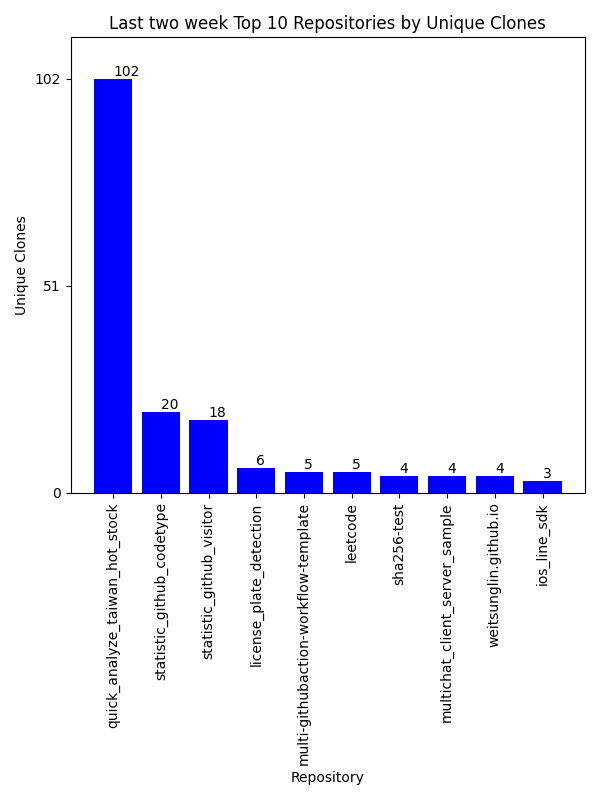 Last two week Top 10 Repositories by Unique Clones
Unique Clones
102
51
0
102
20
18
6
5
5
4
4
4
3
quick_analyze_taiwan_hot_stock
statistic_github_codetype
statistic_github_visitor
license_plate_detection
multi-githubaction-workflow-template
leetcode
sha256-test
multichat_client_server_sample
weitsunglin.github.io
ios_line_sdk
Repository